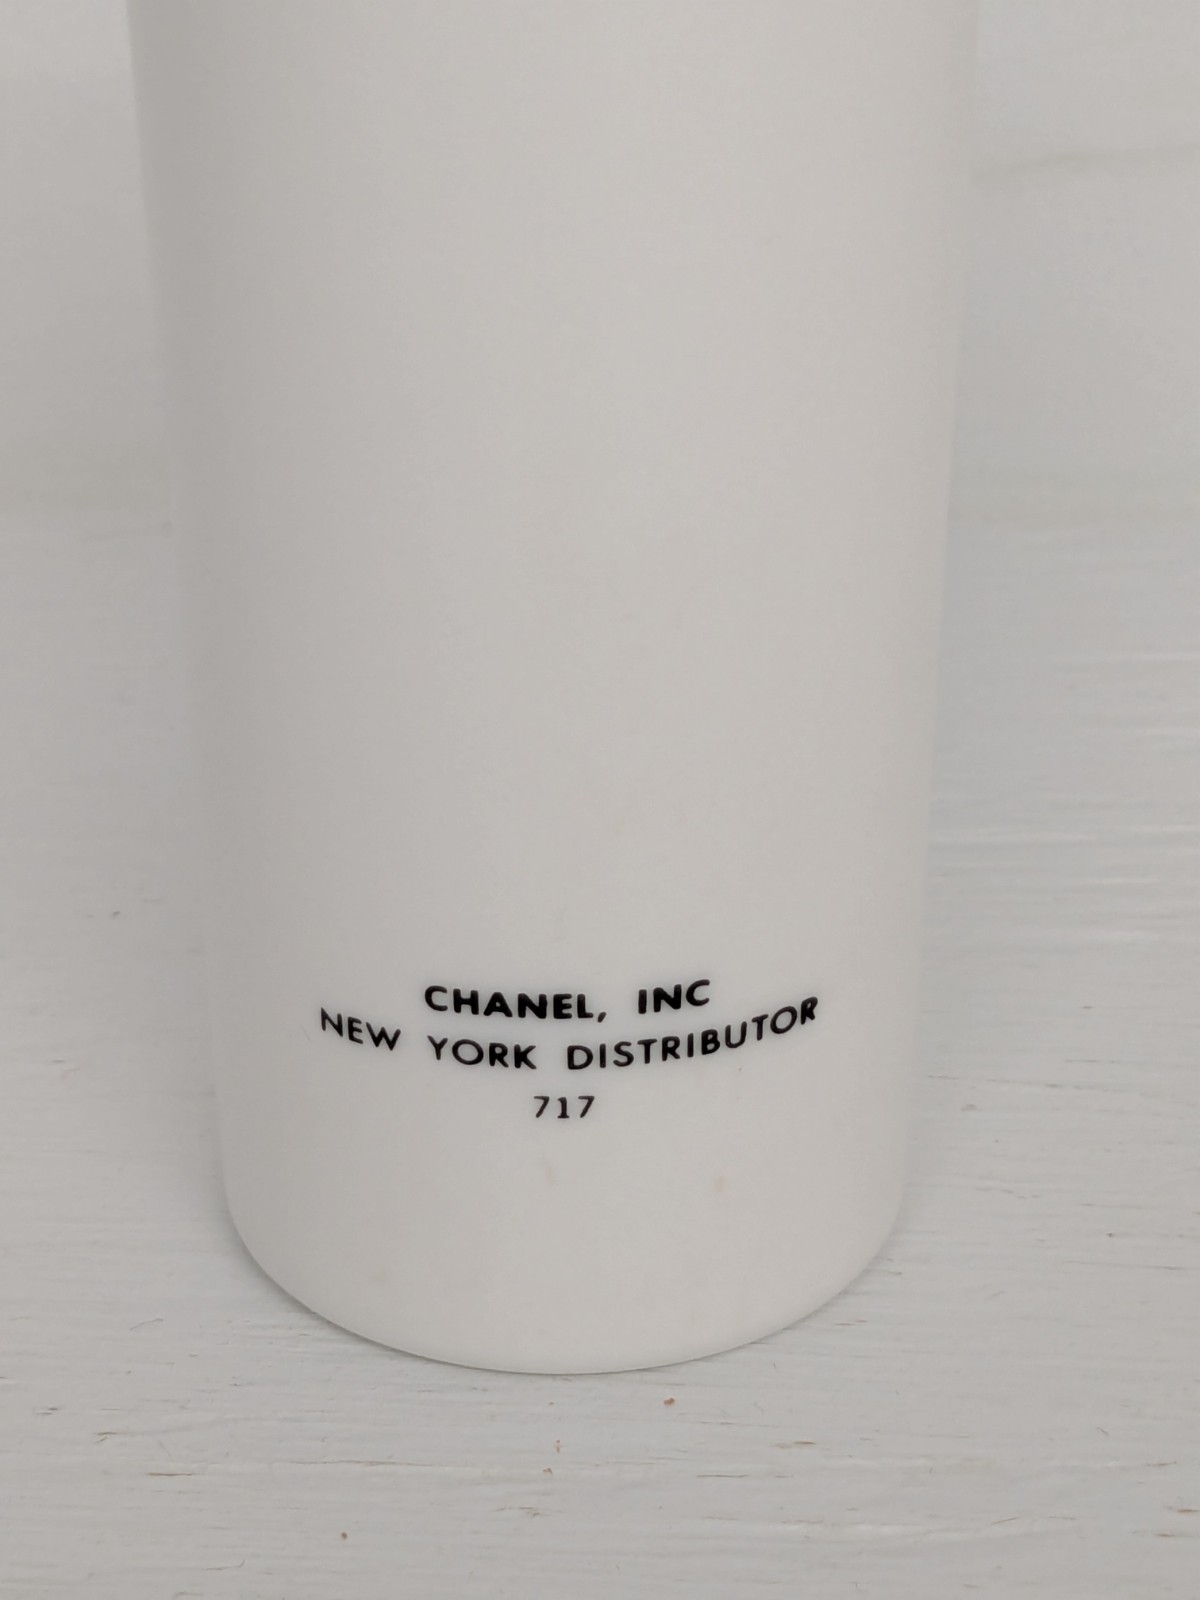 CHANEL, INC
NEW YORK DISTRIBUTOR
717